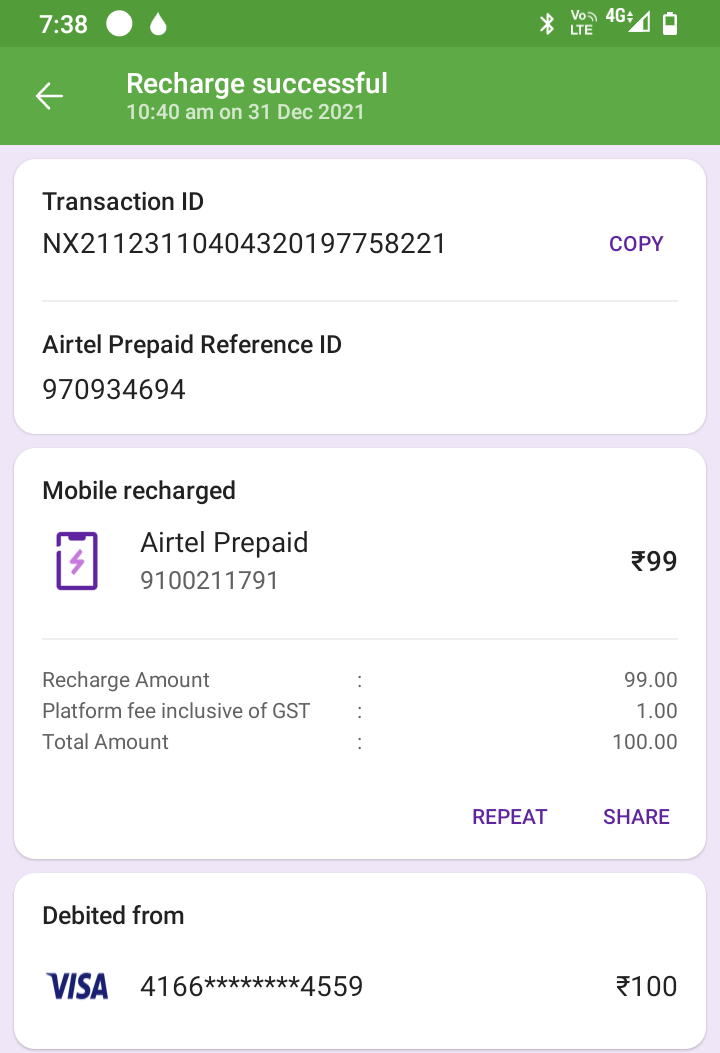 7:38
Vo LTE 4G
Recharge successful
10:40 am on 31 Dec 2021
Transaction ID
NX21123110404320197758221 COPY
Airtel Prepaid Reference ID
970934694
Mobile recharged
Airtel Prepaid
9100211791
₹99
Recharge Amount : 99.00
Platform fee inclusive of GST : 1.00
Total Amount : 100.00
REPEAT SHARE
Debited from
VISA 4166********4559 ₹100